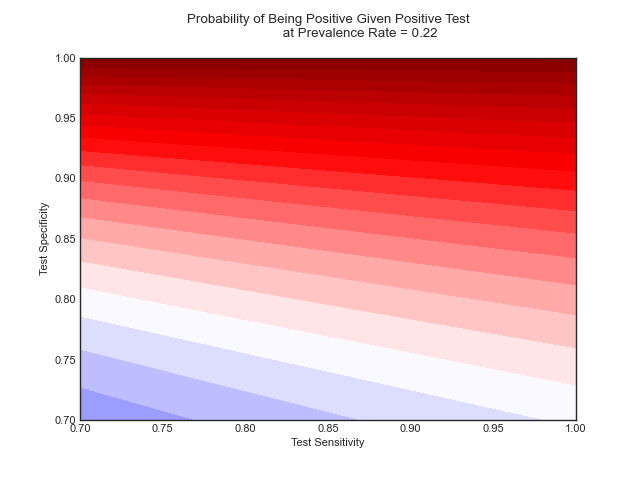 Probability of Being Positive Given Positive Test
at Prevalence Rate = 0.22
1.00
0.95
0.90
0.85
0.80
0.75
0.70
Test Specificity
0.70 0.75 0.80 0.85 0.90 0.95 1.00
Test Sensitivity